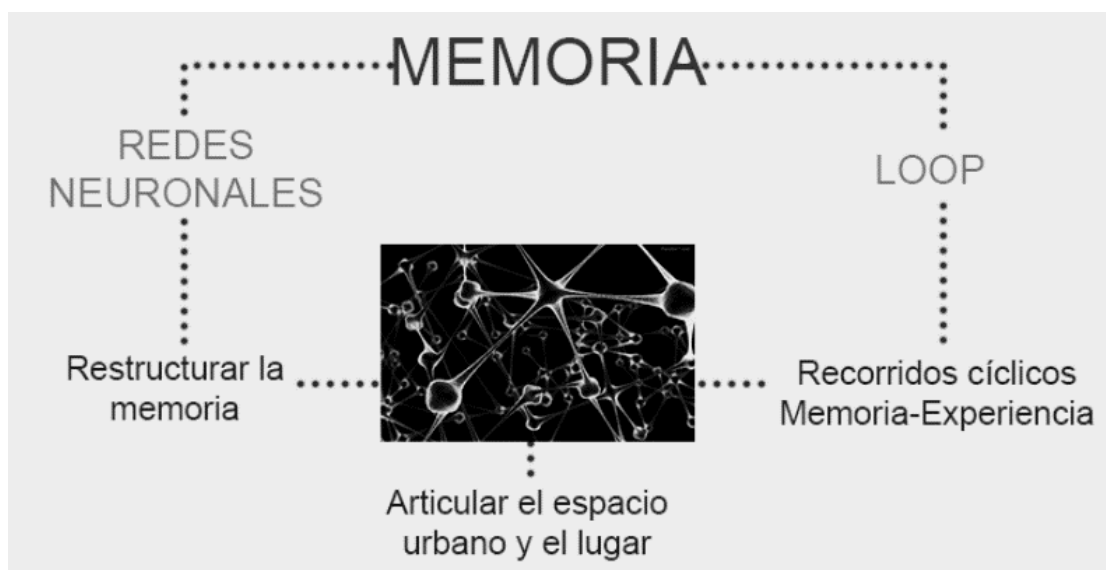 MEMORIA
REDES
NEURONALES
LOOP
Restructurar la
memoria
Recorridos cíclicos
Memoria-Experiencia
Articular el espacio
urbano y el lugar